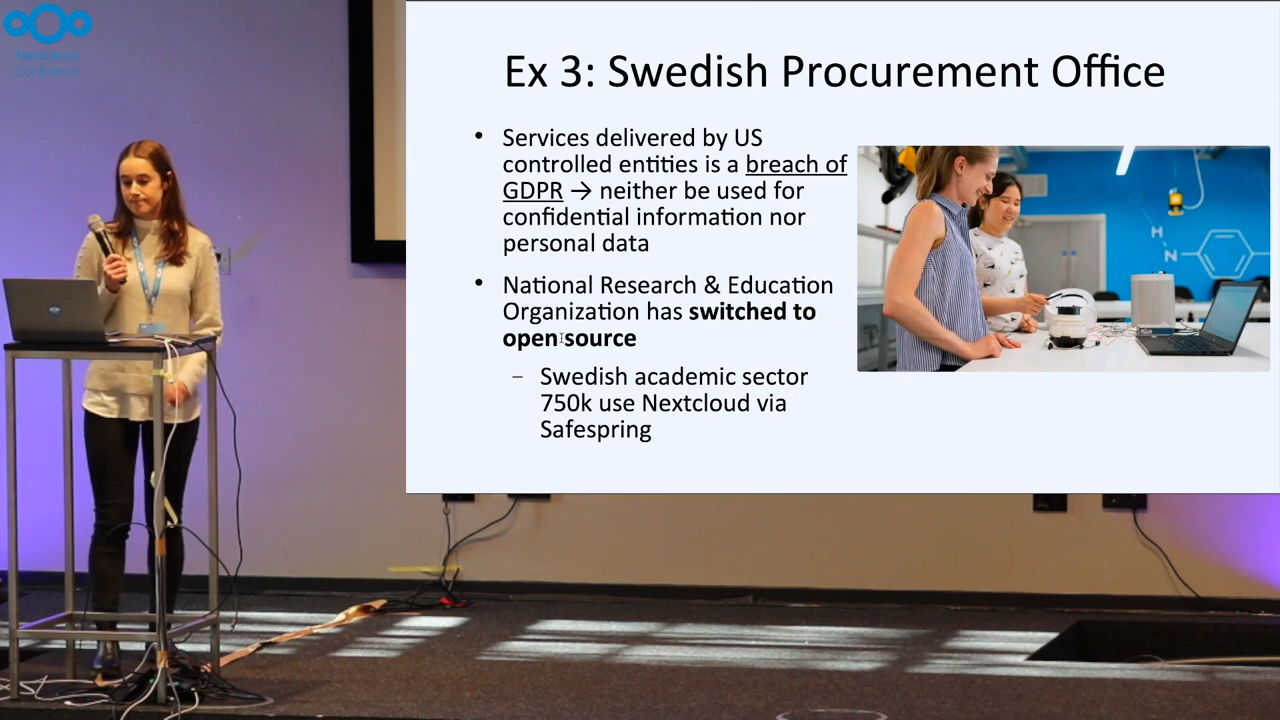 Nextcloud
Conference
Ex 3: Swedish Procurement Office
• Services delivered by US
controlled entities is a breach of
GDPR → neither be used for
confidential information nor
personal data
• National Research & Education
Organization has switched to
open source
– Swedish academic sector
750k use Nextcloud via
Safespring
H
N